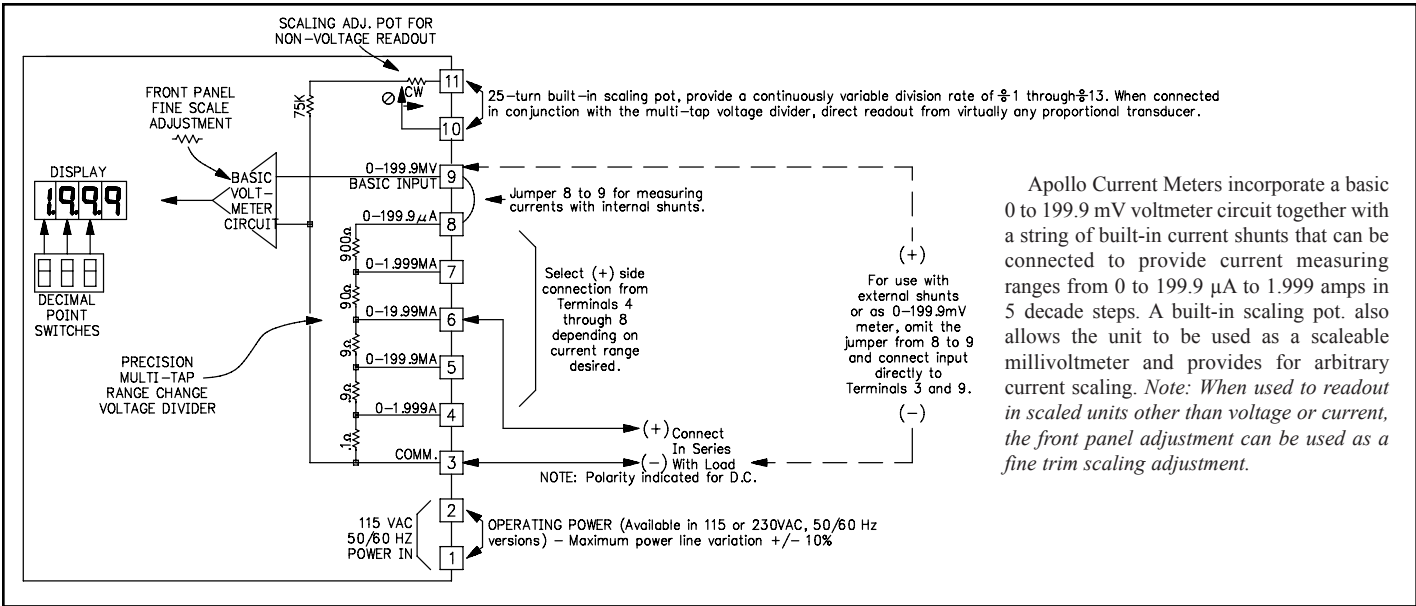 SCALING ADJ. POT FOR
NON-VOLTAGE READOUT
FRONT PANEL
FINE SCALE
ADJUSTMENT
75K
CW
11
10
25-turn built-in scaling pot, provide a continuously variable division rate of ÷1 through ÷13. When connected
in conjunction with the multi-tap voltage divider, direct readout from virtually any proportional transducer.
DISPLAY
1.9.9.9
BASIC
VOLT-
METER
CIRCUIT
DECIMAL
POINT
SWITCHES
PRECISION
MULTI-TAP
RANGE CHANGE
VOLTAGE DIVIDER
0-199.9MV
BASIC INPUT
9
0-199.9µA
8
900Ω
0-1.999MA
7
90Ω
0-19.99MA
6
9Ω
0-199.9MA
5
.9Ω
0-1.999A
4
.1Ω
COMM.
3
Jumper 8 to 9 for measuring
currents with internal shunts.
Select (+) side
connection from
Terminals 4
through 8
depending on
current range
desired.
(+)
For use with
external shunts
or as 0-199.9mV
meter, omit the
jumper from 8 to 9
and connect input
directly to
Terminals 3 and 9.
(-)
(+) Connect
In Series
(-) With Load
NOTE: Polarity indicated for D.C.
115 VAC
50/60 HZ
POWER IN
2
1
OPERATING POWER (Available in 115 or 230VAC, 50/60 Hz
versions) - Maximum power line variation +/- 10%
Apollo Current Meters incorporate a basic
0 to 199.9 mV voltmeter circuit together with
a string of built-in current shunts that can be
connected to provide current measuring
ranges from 0 to 199.9 µA to 1.999 amps in
5 decade steps. A built-in scaling pot. also
allows the unit to be used as a scaleable
millivoltmeter and provides for arbitrary
current scaling. Note: When used to readout
in scaled units other than voltage or current,
the front panel adjustment can be used as a
fine trim scaling adjustment.